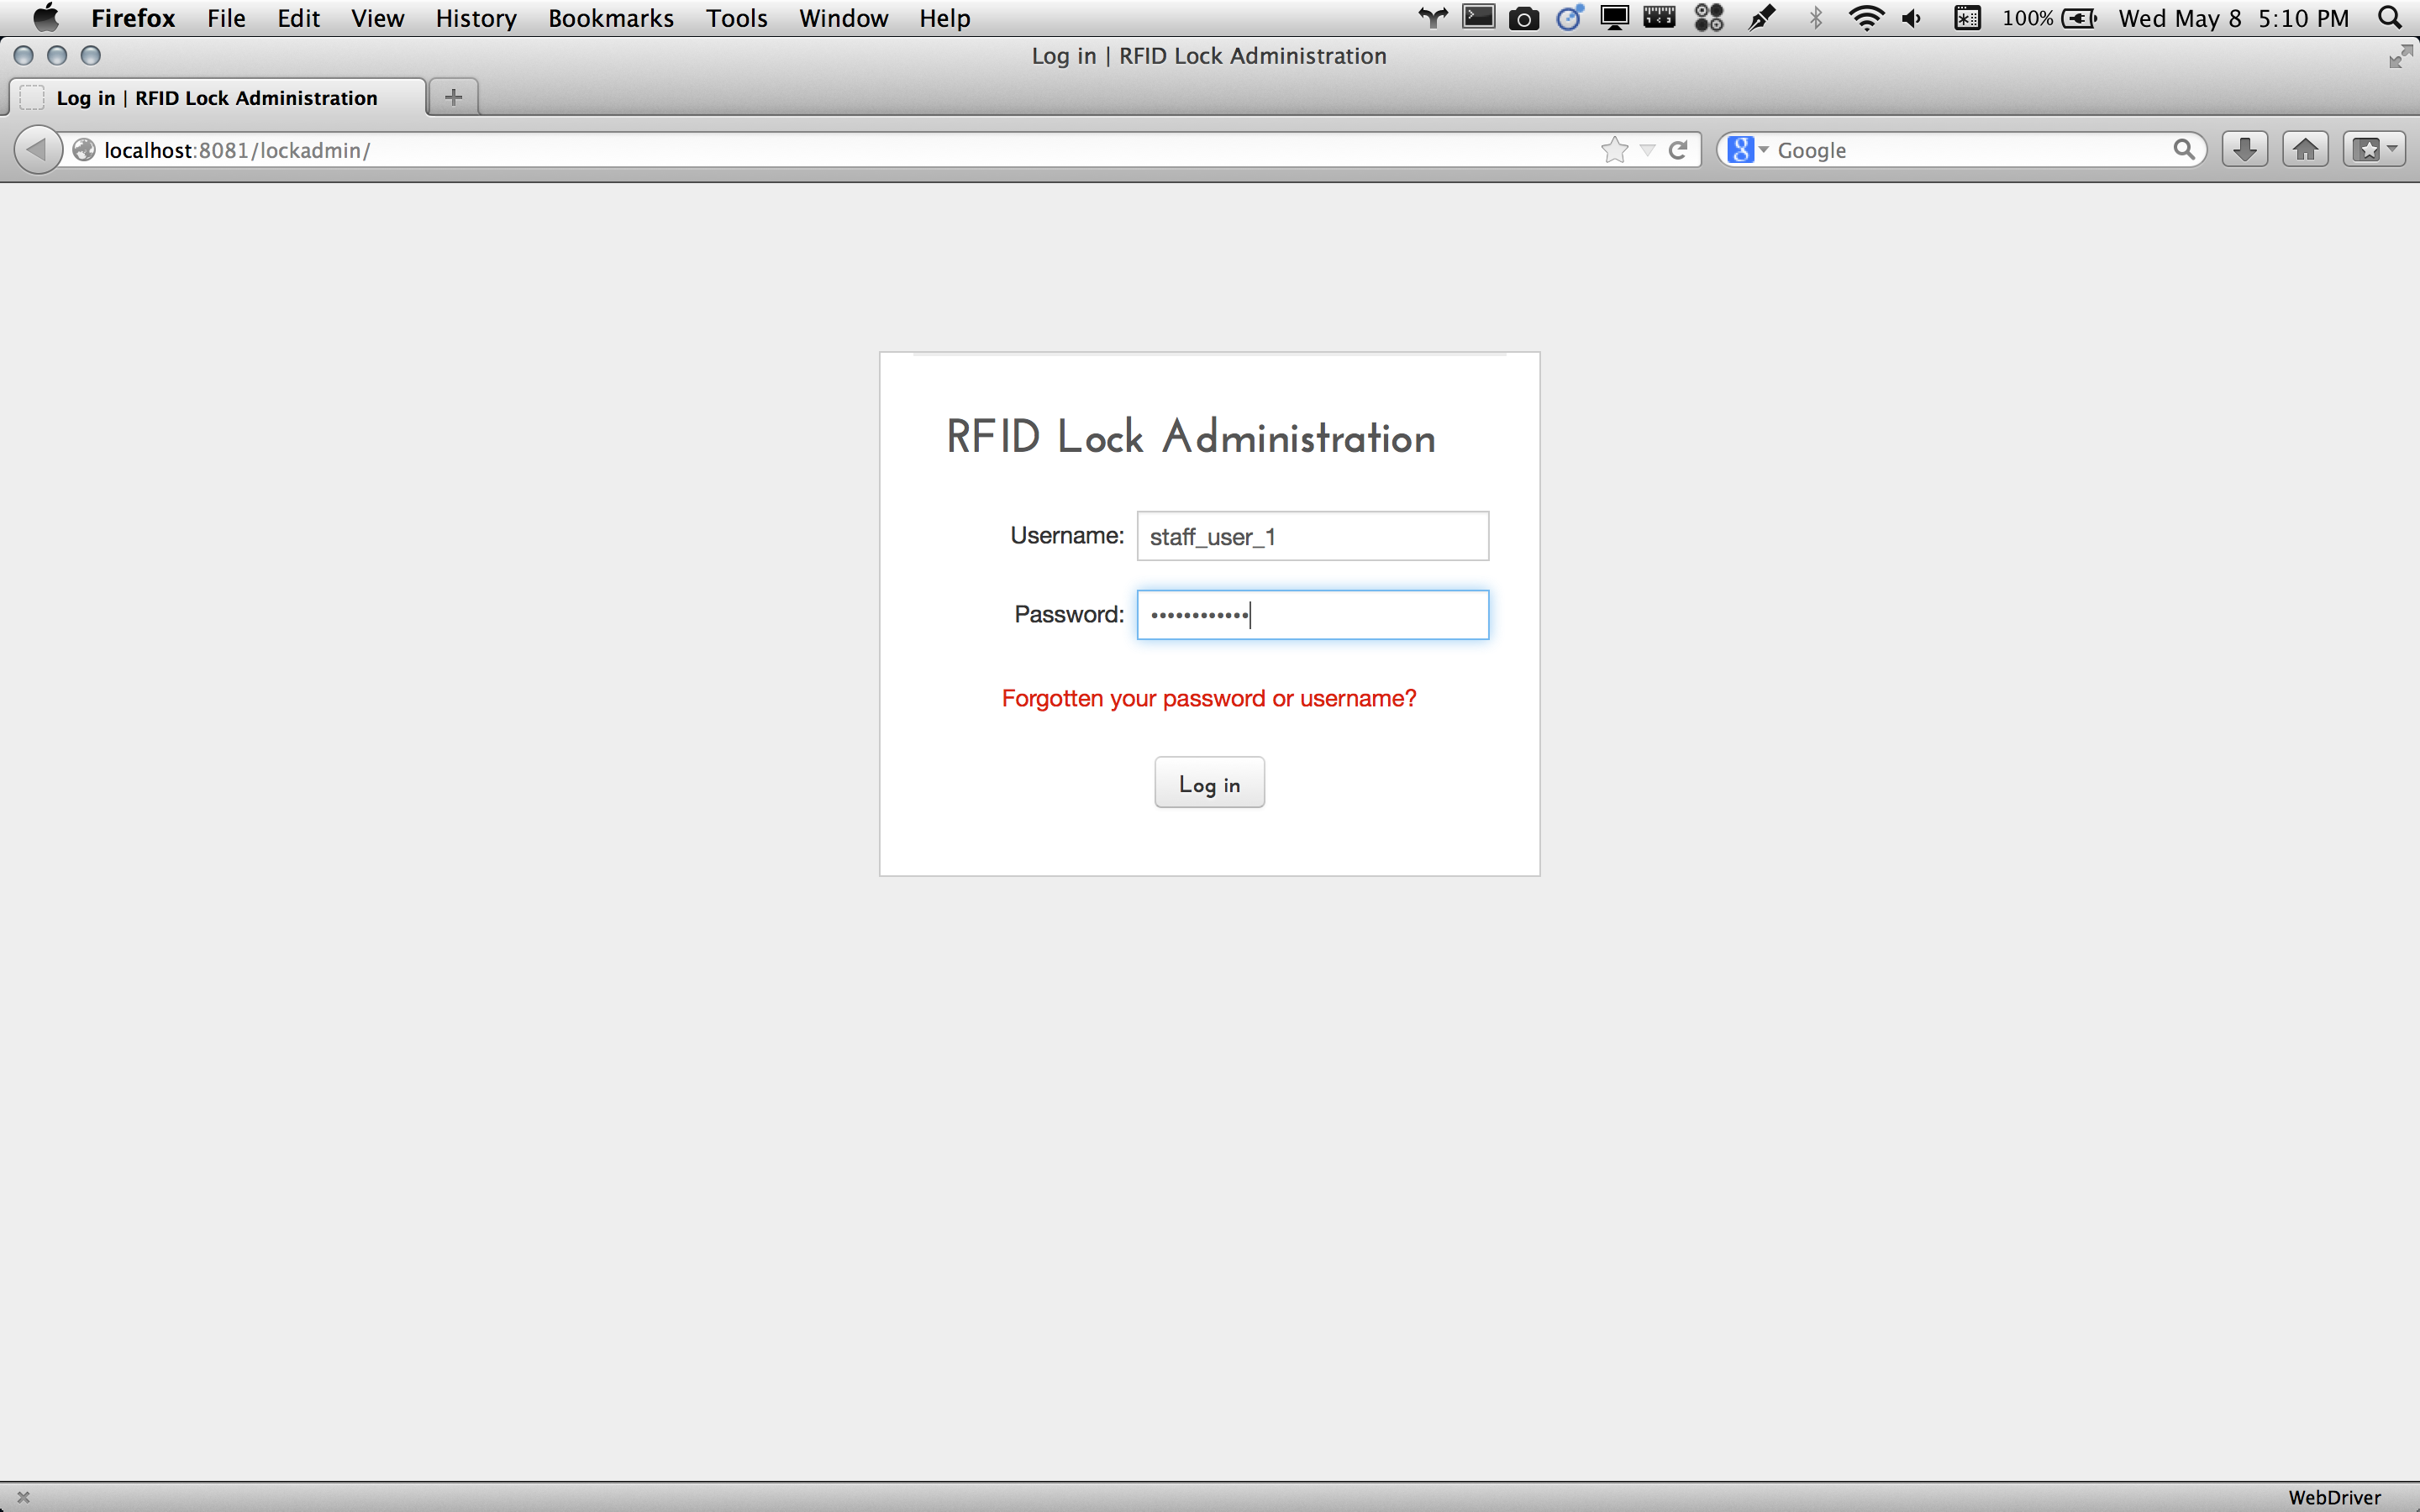 Firefox File Edit View History Bookmarks Tools Window Help 100% Wed May 8 5:10 PM
Log in | RFID Lock Administration
Log in | RFID Lock Administration
localhost:8081/lockadmin/ Google
RFID Lock Administration
Username: staff_user_1
Password: ••••••••••••
Forgotten your password or username?
Log in
WebDriver